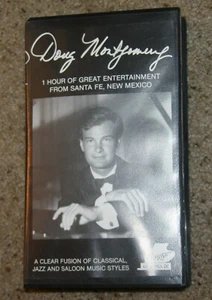 Doug Montgomery
1 HOUR OF GREAT ENTERTAINMENT
FROM SANTA FE, NEW MEXICO
A CLEAR FUSION OF CLASSICAL,
JAZZ AND SALOON MUSIC STYLES